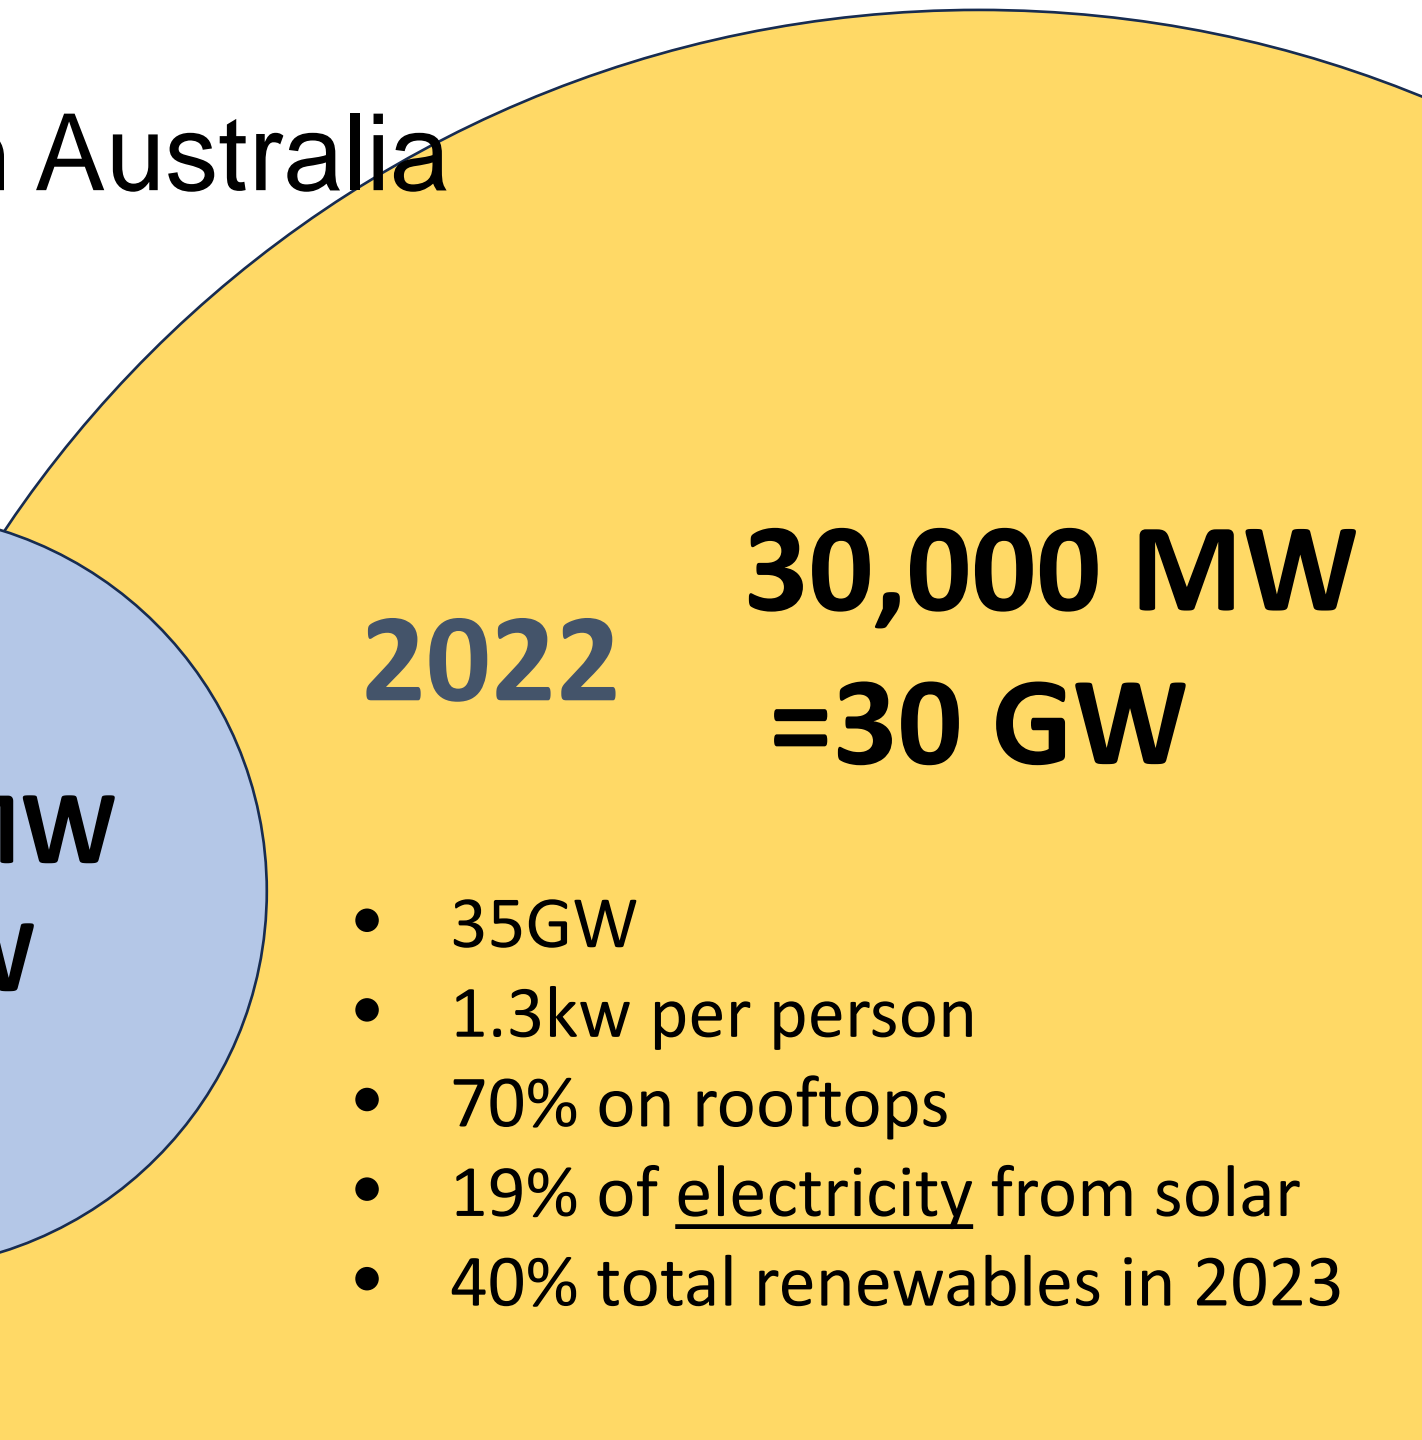 Australia
30,000 MW
2022
=30 GW
MW
W
• 35GW
• 1.3kw per person
• 70% on rooftops
• 19% of electricity from solar
• 40% total renewables in 2023